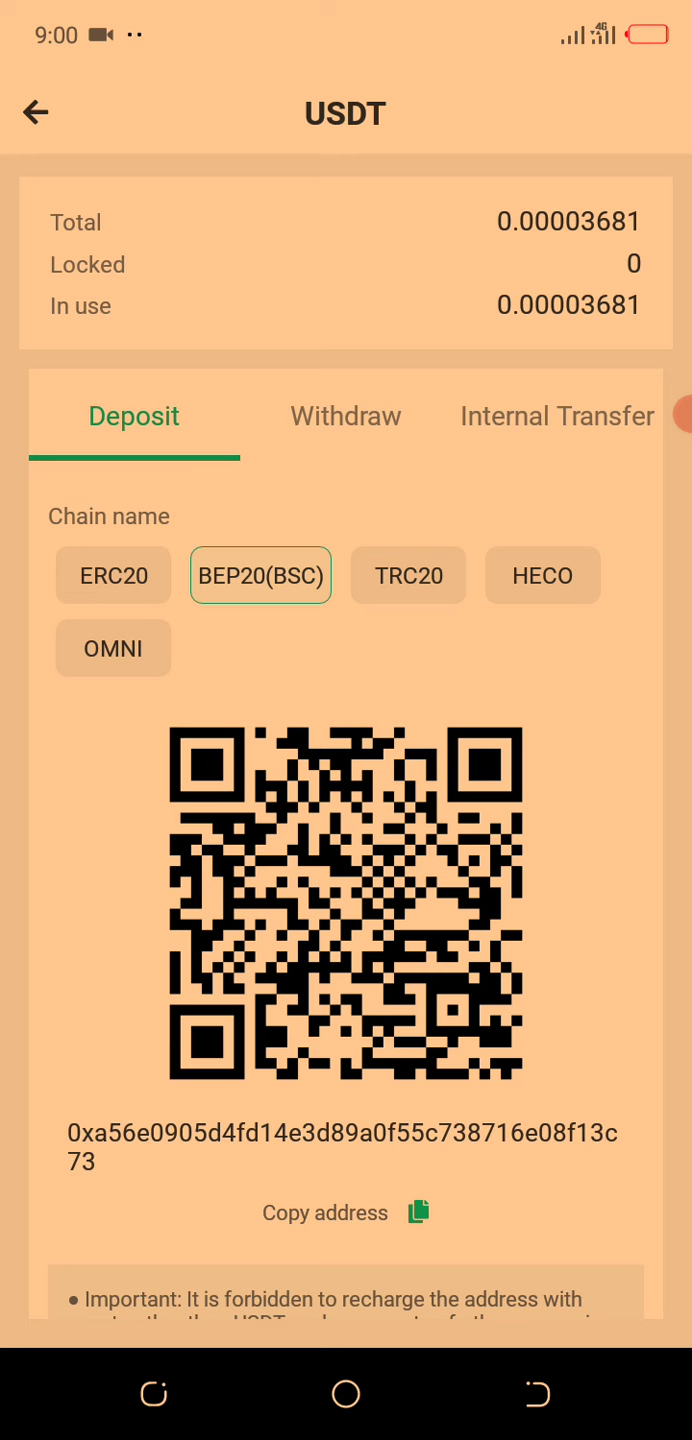 9:00
4G
USDT
Total 0.00003681
Locked 0
In use 0.00003681
Deposit Withdraw Internal Transfer
Chain name
ERC20 BEP20(BSC) TRC20 HECO
OMNI
0xa56e0905d4fd14e3d89a0f55c738716e08f13c
73
Copy address
● Important: It is forbidden to recharge the address with